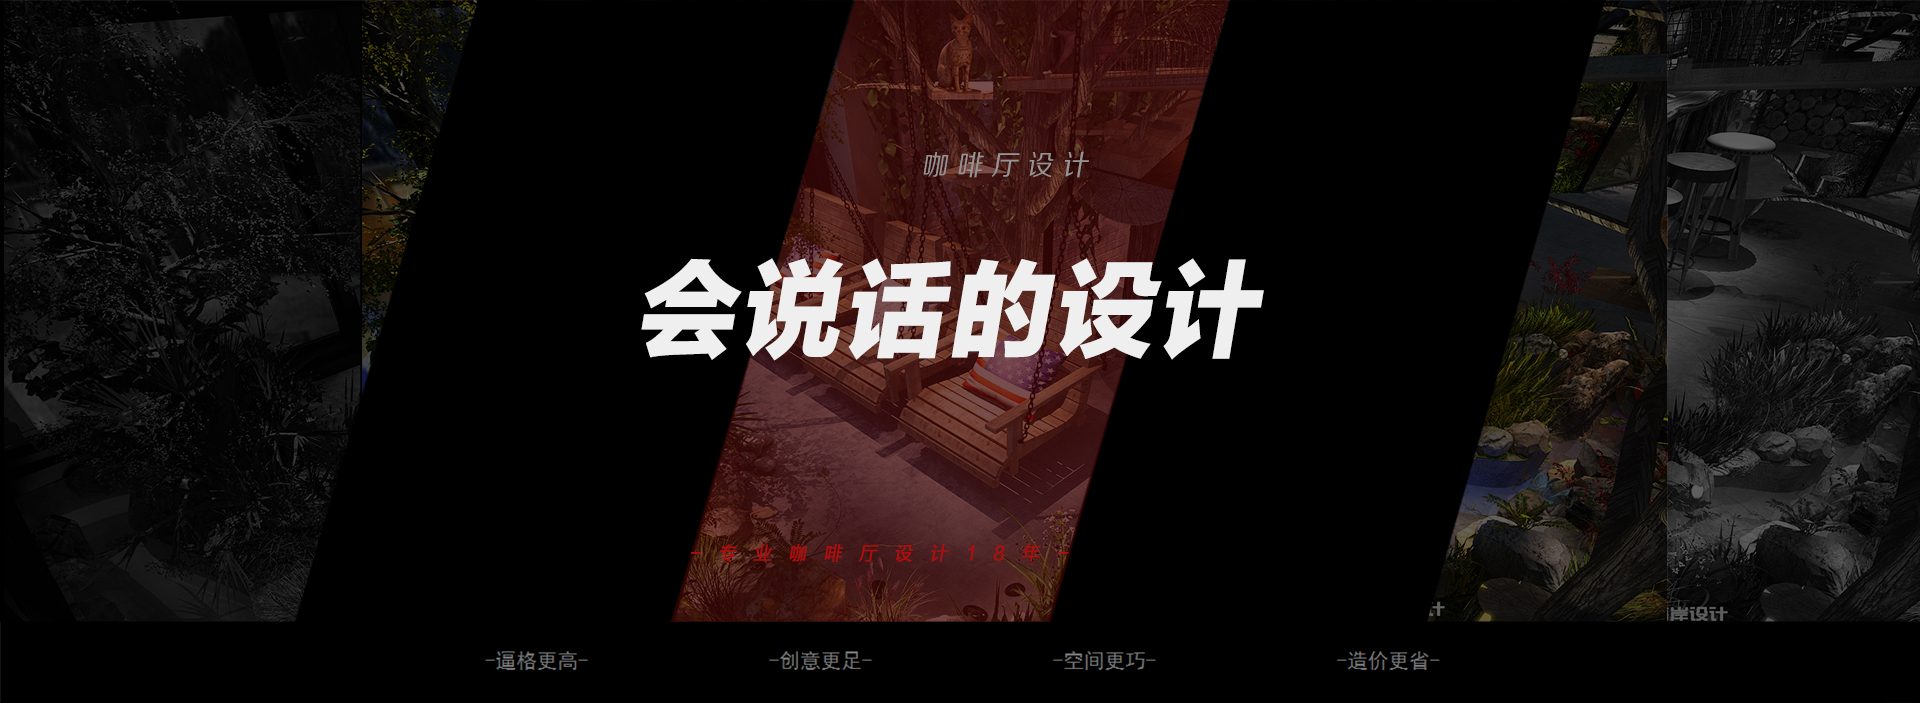 咖啡厅设计
会说话的设计
-专业咖啡厅设计18年-
计
岸设计
-逼格更高-
-创意更足-
-空间更巧-
-造价更省-